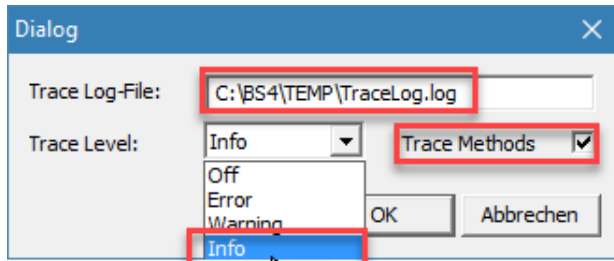 Dialog
Trace Log-File: C:\BS4\TEMP\TraceLog.log
Trace Level: Info Trace Methods
Off
Error
Warning OK Abbrechen
Info